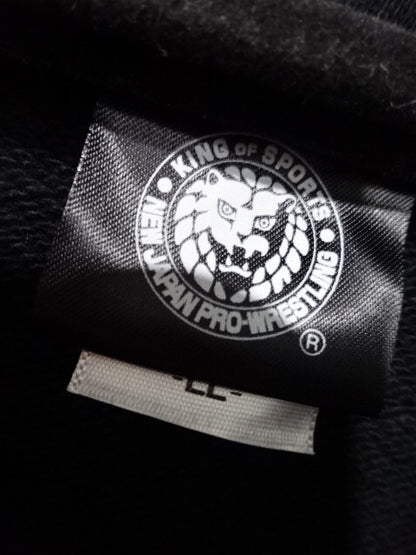 • KING OF SPORTS •
NEW JAPAN PRO-WRESTLING
®
-LL-